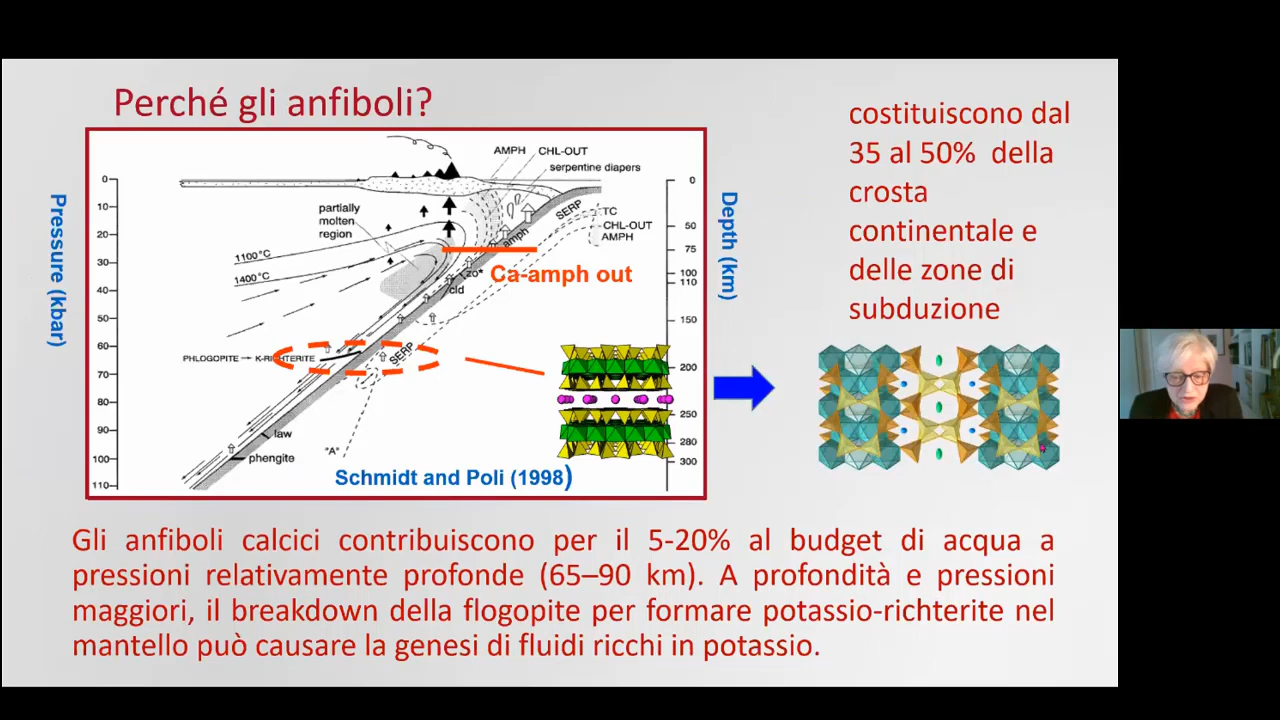 Perché gli anfiboli?
costituiscono dal
35 al 50% della
crosta
continentale e
delle zone di
subduzione
Pressure (kbar)
Depth (km)
AMPH
CHL-OUT
serpentine diapers
0
10
20
30
40
50
60
70
80
90
100
110
partially
molten
region
1100°C
1400°C
SERP
TC
CHL-OUT
AMPH
amph
zo*
cld
Ca-amph out
PHLOGOPITE → K-RICHTERITE
SERP
law
phengite
"A"
0
50
75
100
110
150
200
250
280
300
Schmidt and Poli (1998)
Gli anfiboli calcici contribuiscono per il 5-20% al budget di acqua a
pressioni relativamente profonde (65–90 km). A profondità e pressioni
maggiori, il breakdown della flogopite per formare potassio-richterite nel
mantello può causare la genesi di fluidi ricchi in potassio.